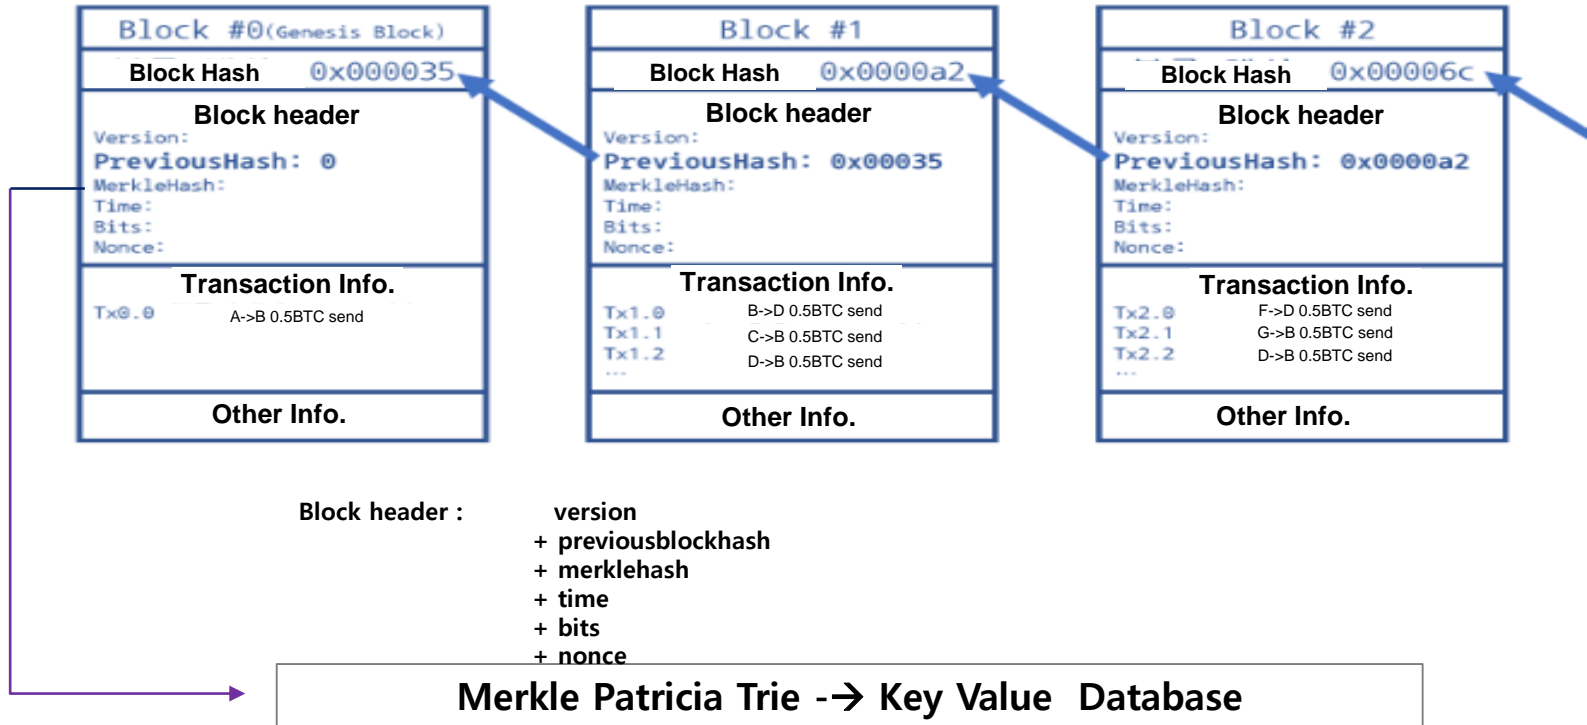 Block #0(Genesis Block)
Block Hash 0x000035
Block header
Version:
PreviousHash: 0
MerkleHash:
Time:
Bits:
Nonce:
Transaction Info.
Tx0.0 A->B 0.5BTC send
Other Info.
Block #1
Block Hash 0x0000a2
Block header
Version:
PreviousHash: 0x00035
MerkleHash:
Time:
Bits:
Nonce:
Transaction Info.
Tx1.0 B->D 0.5BTC send
Tx1.1 C->B 0.5BTC send
Tx1.2 D->B 0.5BTC send
...
Other Info.
Block #2
Block Hash 0x00006c
Block header
Version:
PreviousHash: 0x0000a2
MerkleHash:
Time:
Bits:
Nonce:
Transaction Info.
Tx2.0 F->D 0.5BTC send
Tx2.1 G->B 0.5BTC send
Tx2.2 D->B 0.5BTC send
...
Other Info.
Block header : version
+ previousblockhash
+ merklehash
+ time
+ bits
+ nonce
Merkle Patricia Trie -→ Key Value Database